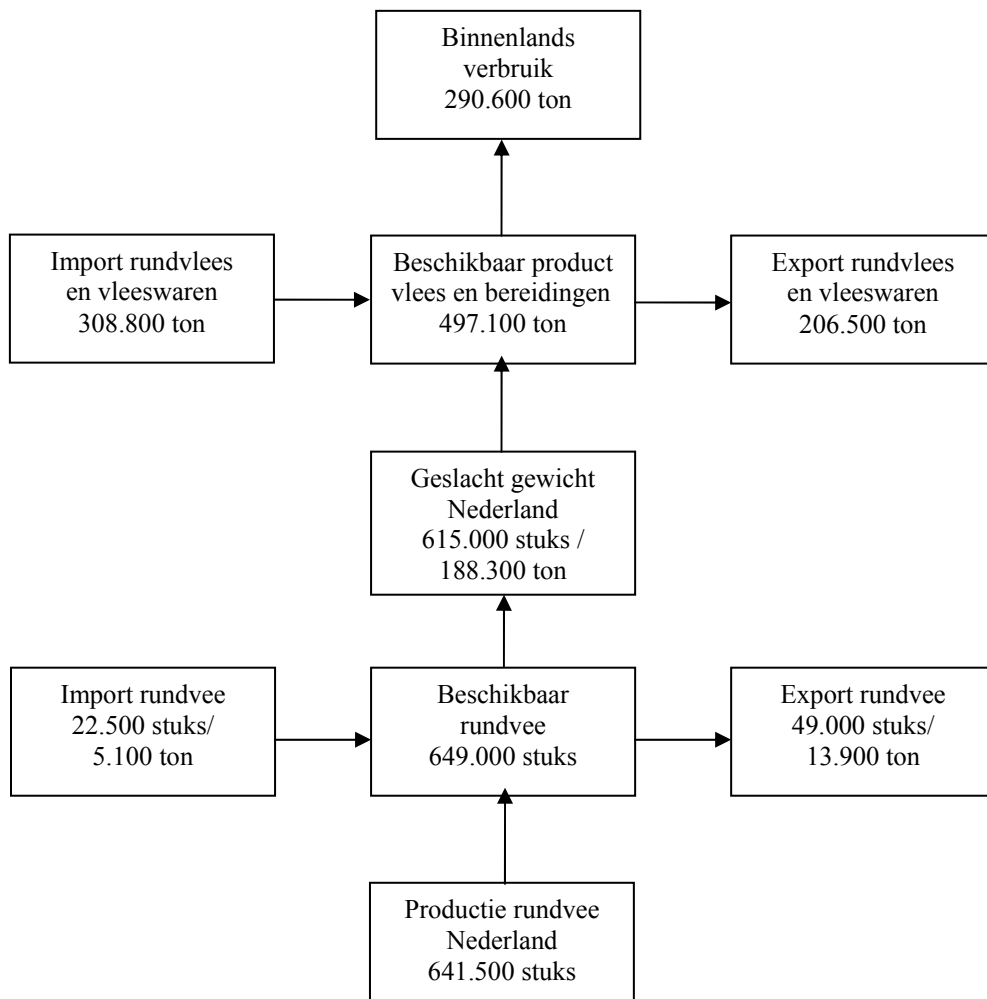 Binnenlands
verbruik
290.600 ton
Import rundvlees
en vleeswaren
308.800 ton
Beschikbaar product
vlees en bereidingen
497.100 ton
Export rundvlees
en vleeswaren
206.500 ton
Geslacht gewicht
Nederland
615.000 stuks /
188.300 ton
Import rundvee
22.500 stuks/
5.100 ton
Beschikbaar
rundvee
649.000 stuks
Export rundvee
49.000 stuks/
13.900 ton
Productie rundvee
Nederland
641.500 stuks